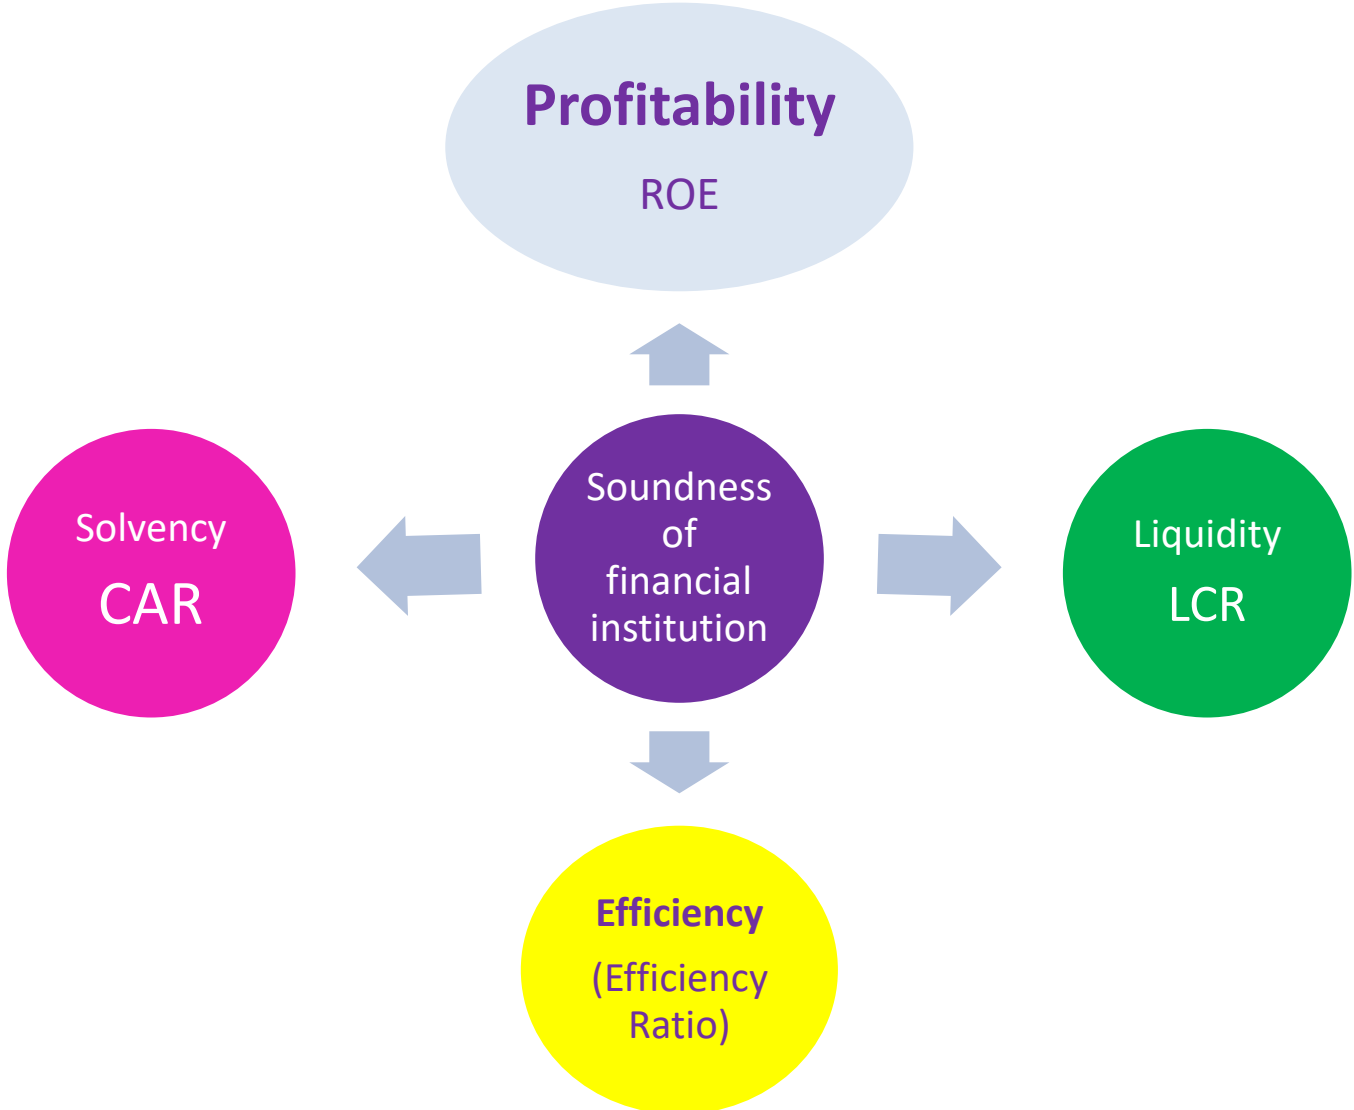 Profitability
ROE
Solvency
CAR
Soundness
of
financial
institution
Liquidity
LCR
Efficiency
(Efficiency
Ratio)